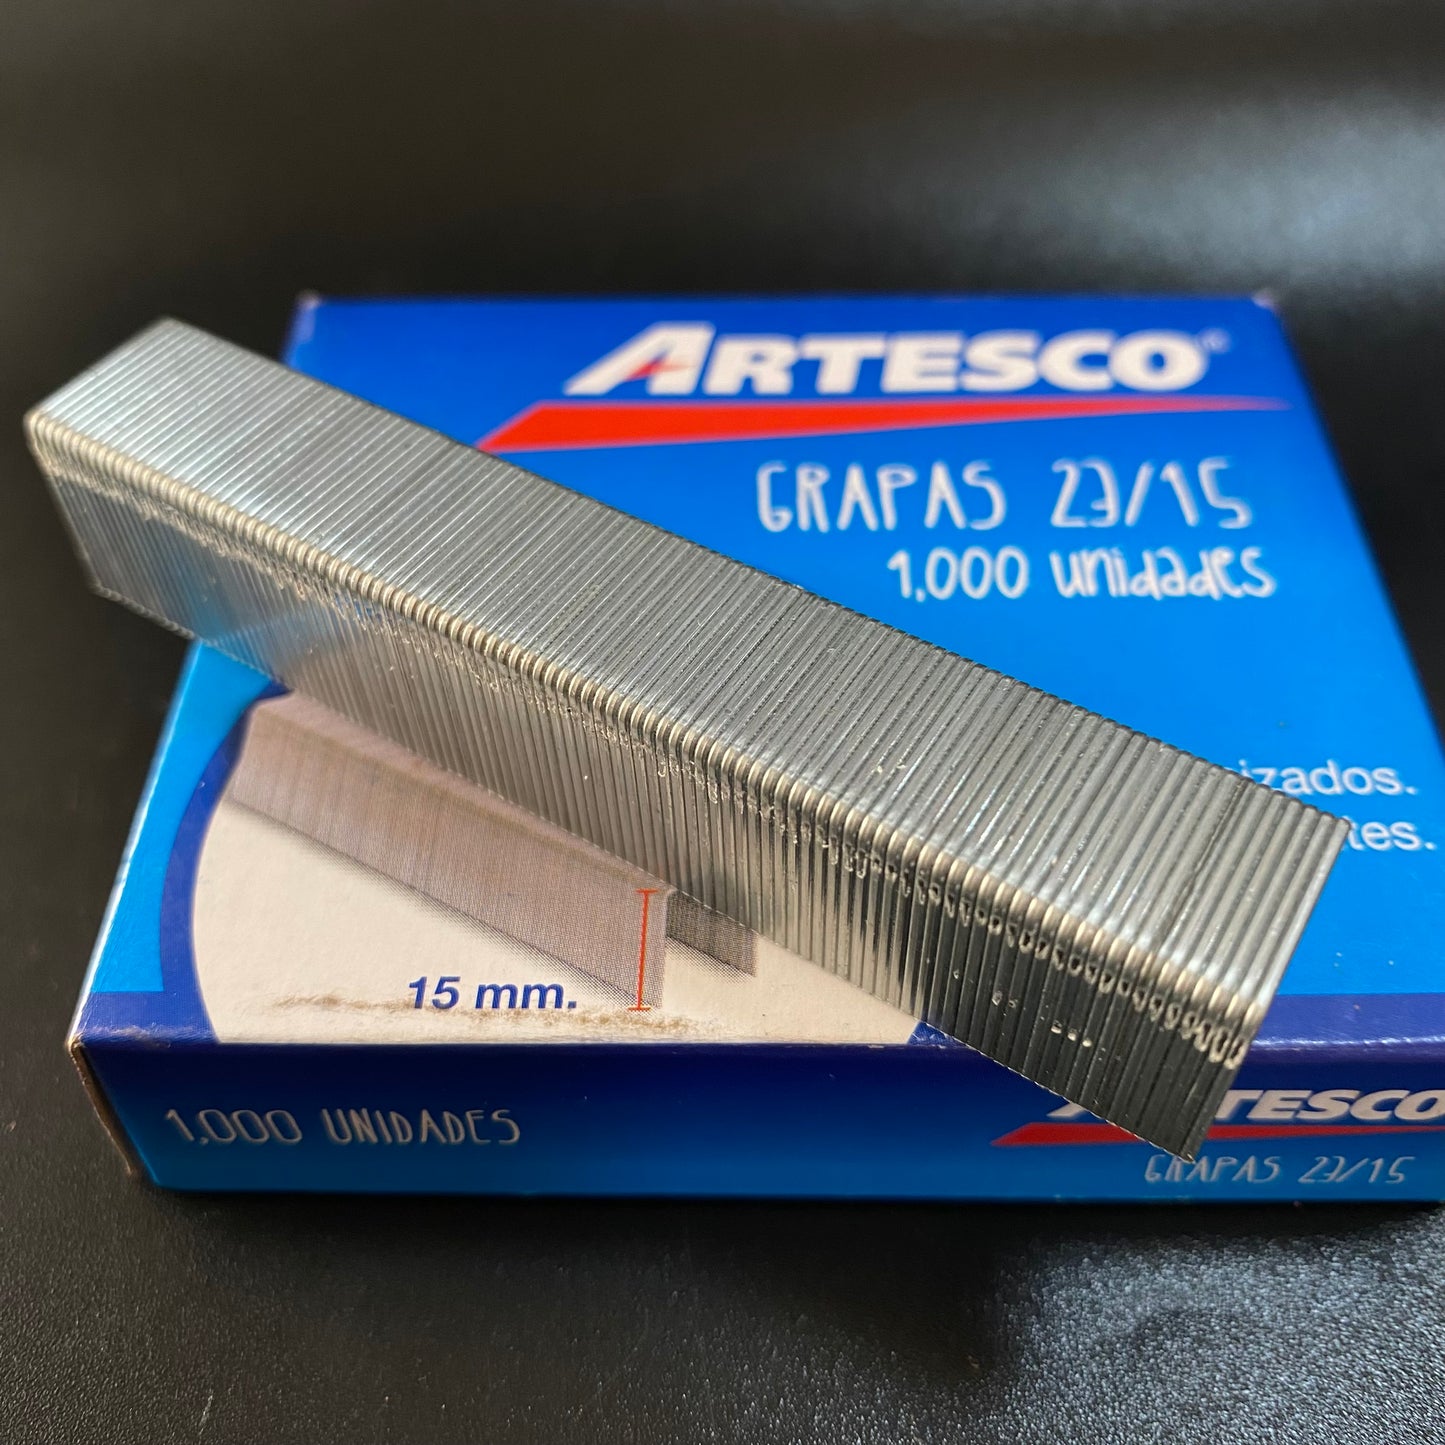 ARTESCO®
GRAPAS 23/15
1,000 unidades
15 mm.
1,000 UNIDADES
GRAPAS 23/15